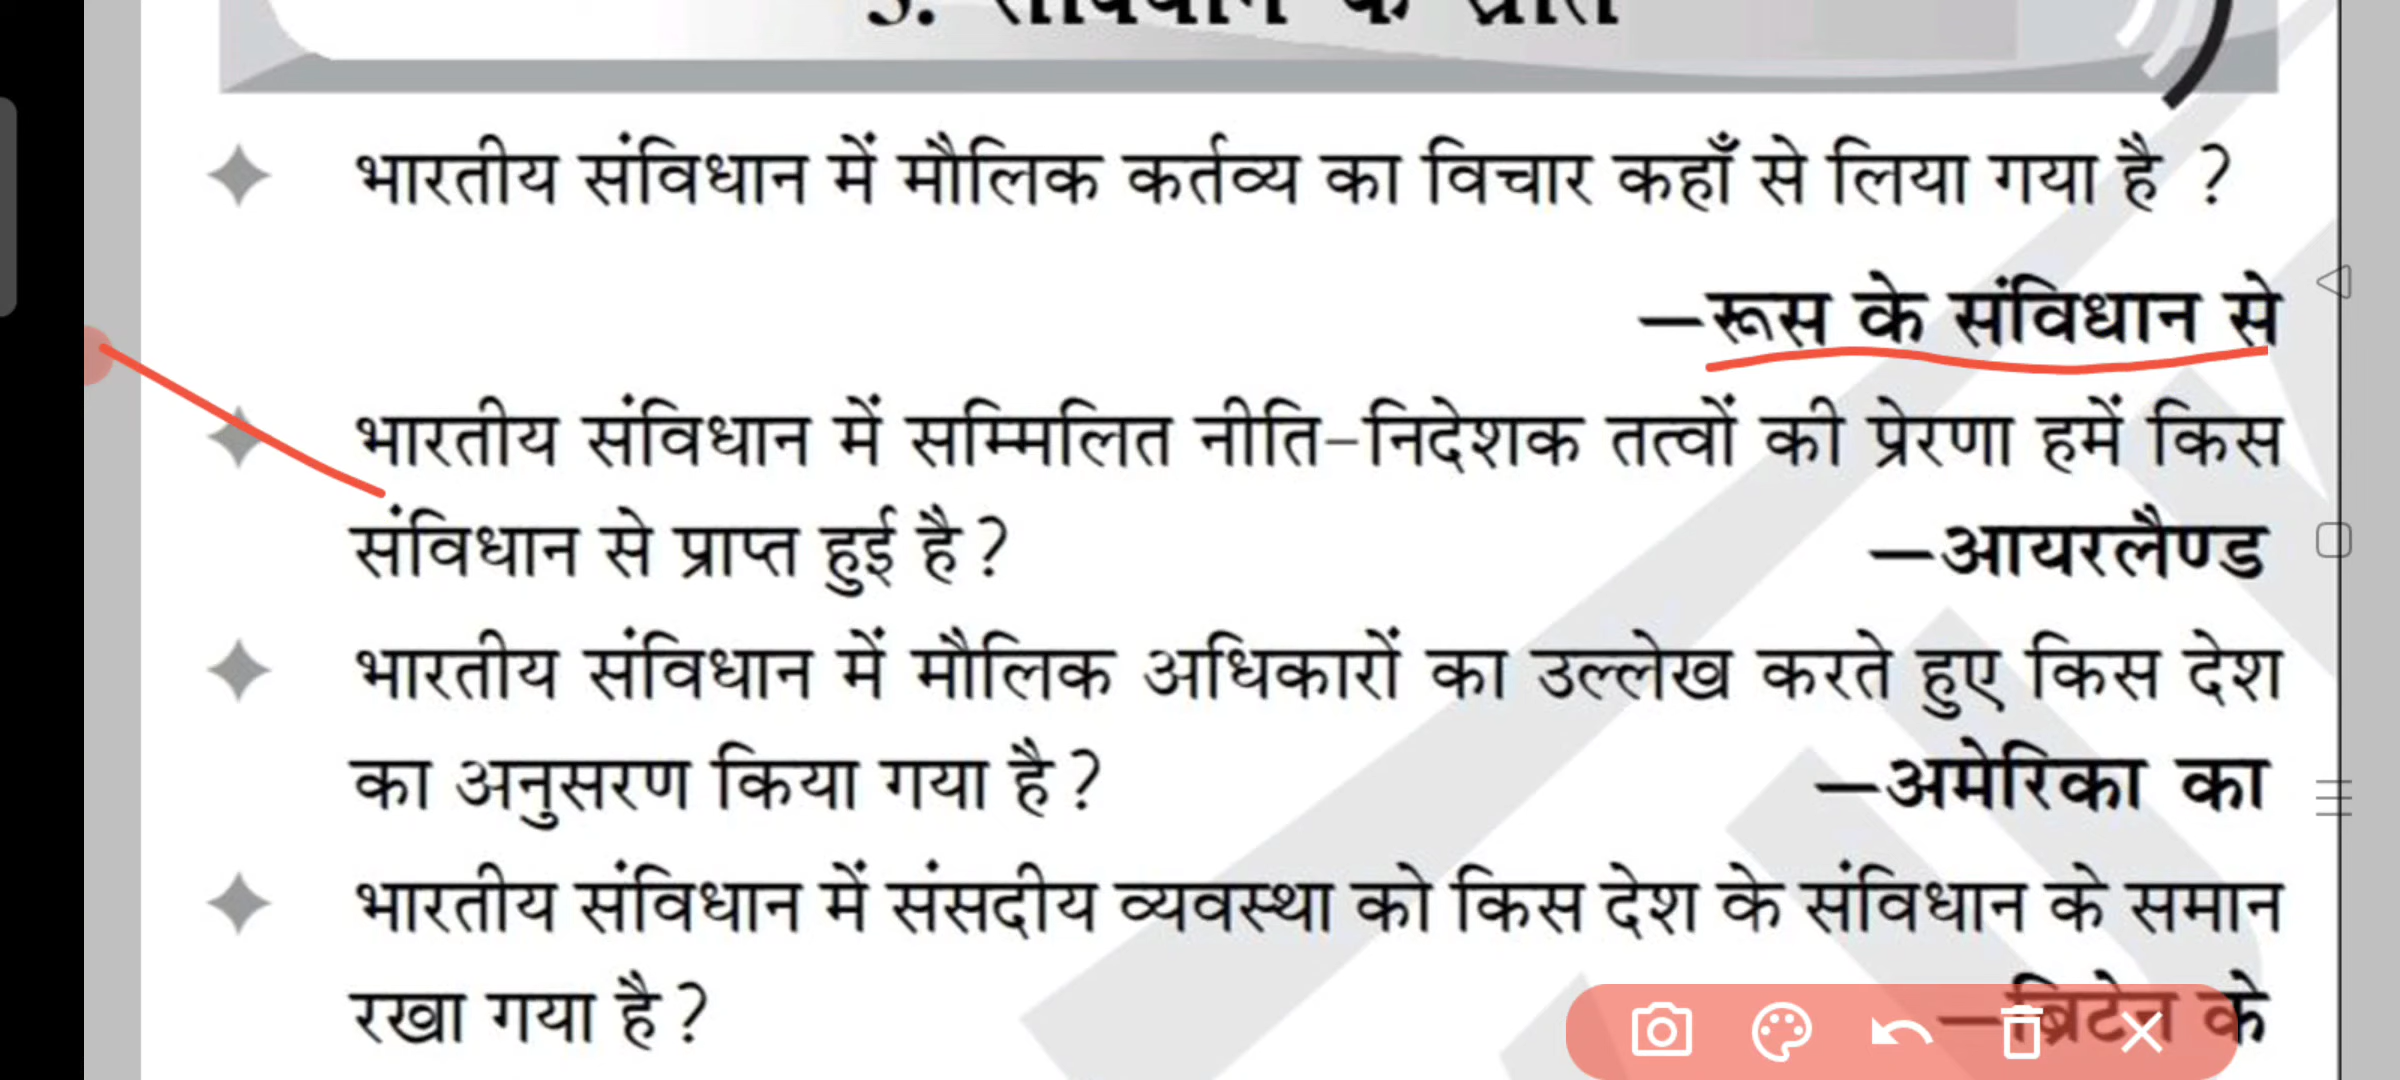 3. संविधान के स्रोत
भारतीय संविधान में मौलिक कर्तव्य का विचार कहाँ से लिया गया है ?
—रूस के संविधान से
भारतीय संविधान में सम्मिलित नीति-निदेशक तत्वों की प्रेरणा हमें किस
संविधान से प्राप्त हुई है? —आयरलैण्ड
भारतीय संविधान में मौलिक अधिकारों का उल्लेख करते हुए किस देश
का अनुसरण किया गया है? —अमेरिका का
भारतीय संविधान में संसदीय व्यवस्था को किस देश के संविधान के समान
रखा गया है? —ब्रिटेन के